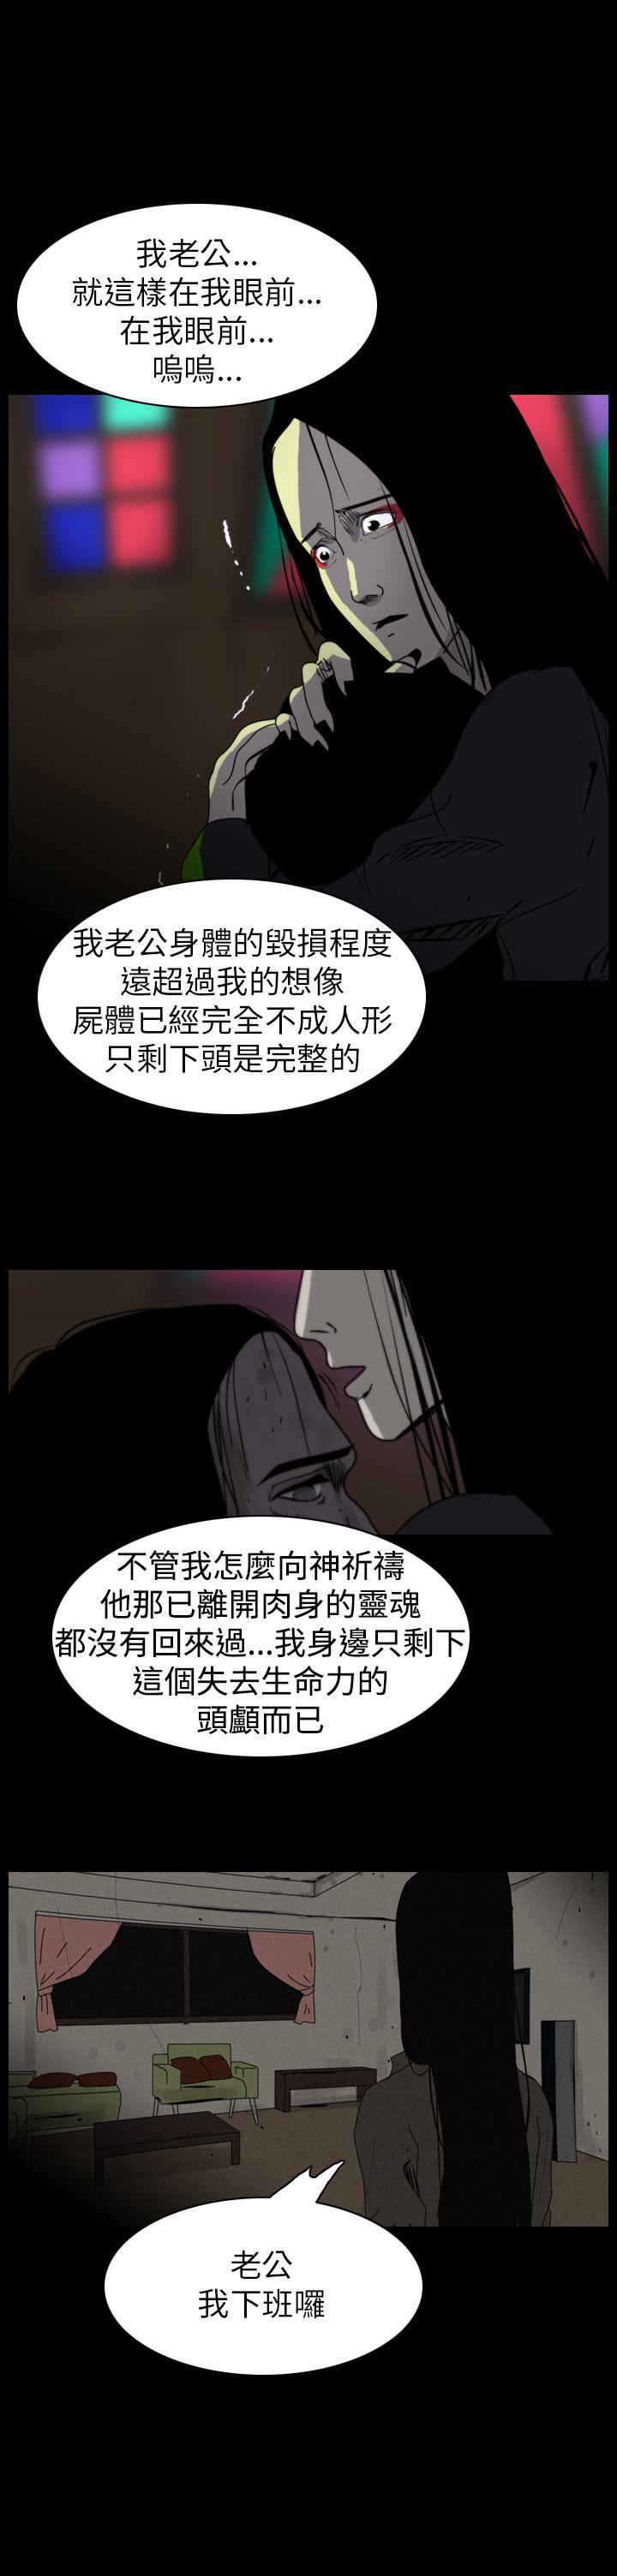 我老公...
就這樣在我眼前...
在我眼前...
嗚嗚...
我老公身體的毀損程度
遠超過我的想像
屍體已經完全不成人形
只剩下頭是完整的
不管我怎麼向神祈禱
他那已離開肉身的靈魂
都沒有回來過...我身邊只剩下
這個失去生命力的
頭顱而已
老公
我下班囉